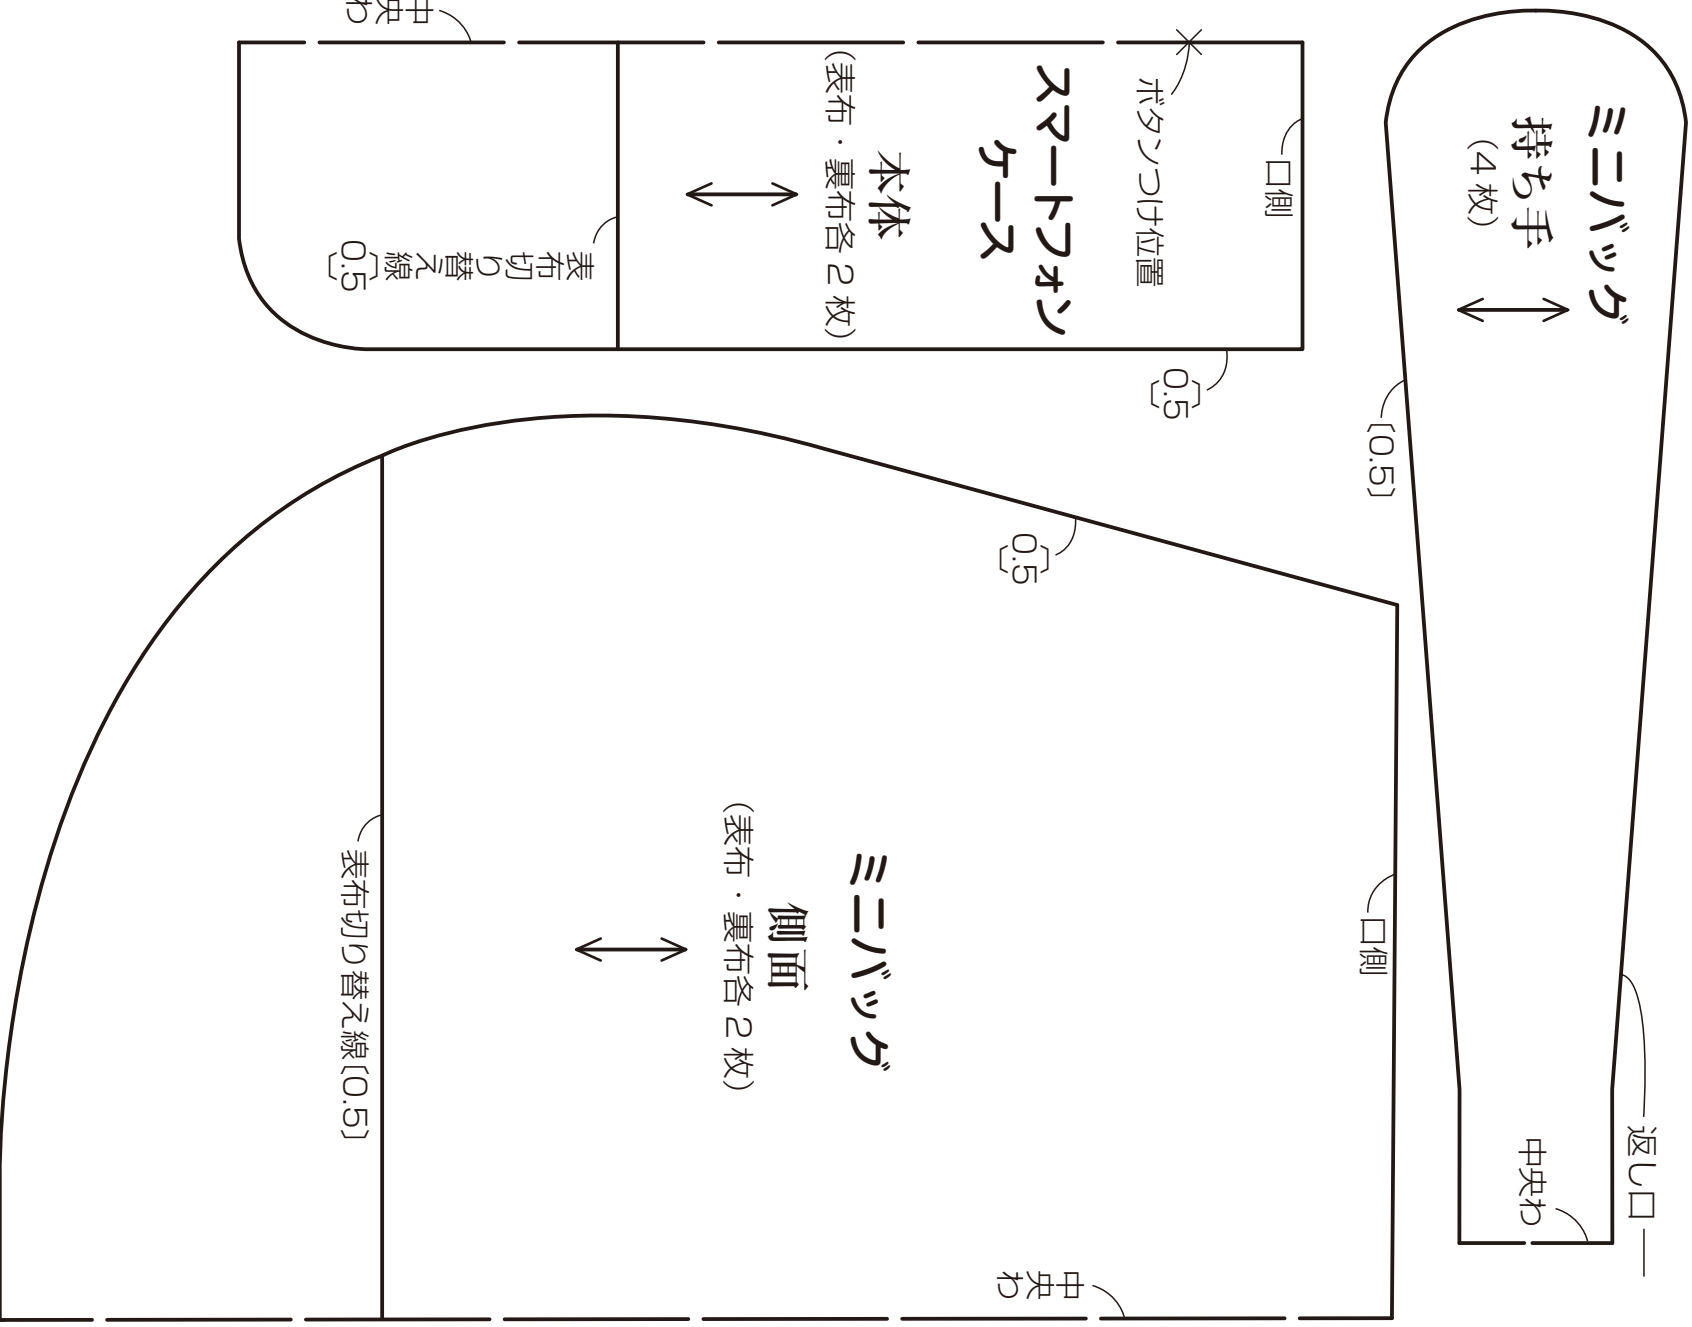 ミニバッグ
持ち手
(4枚)
〔0.5〕
返し口
中央わ
口側
ボタンつけ位置
スマートフォン
ケース
本体
(表布・裏布各2枚)
〔0.5〕
表布切り替え線
〔0.5〕
中央
わ
口側
〔0.5〕
ミニバッグ
側面
(表布・裏布各2枚)
表布切り替え線〔0.5〕
中央
わ